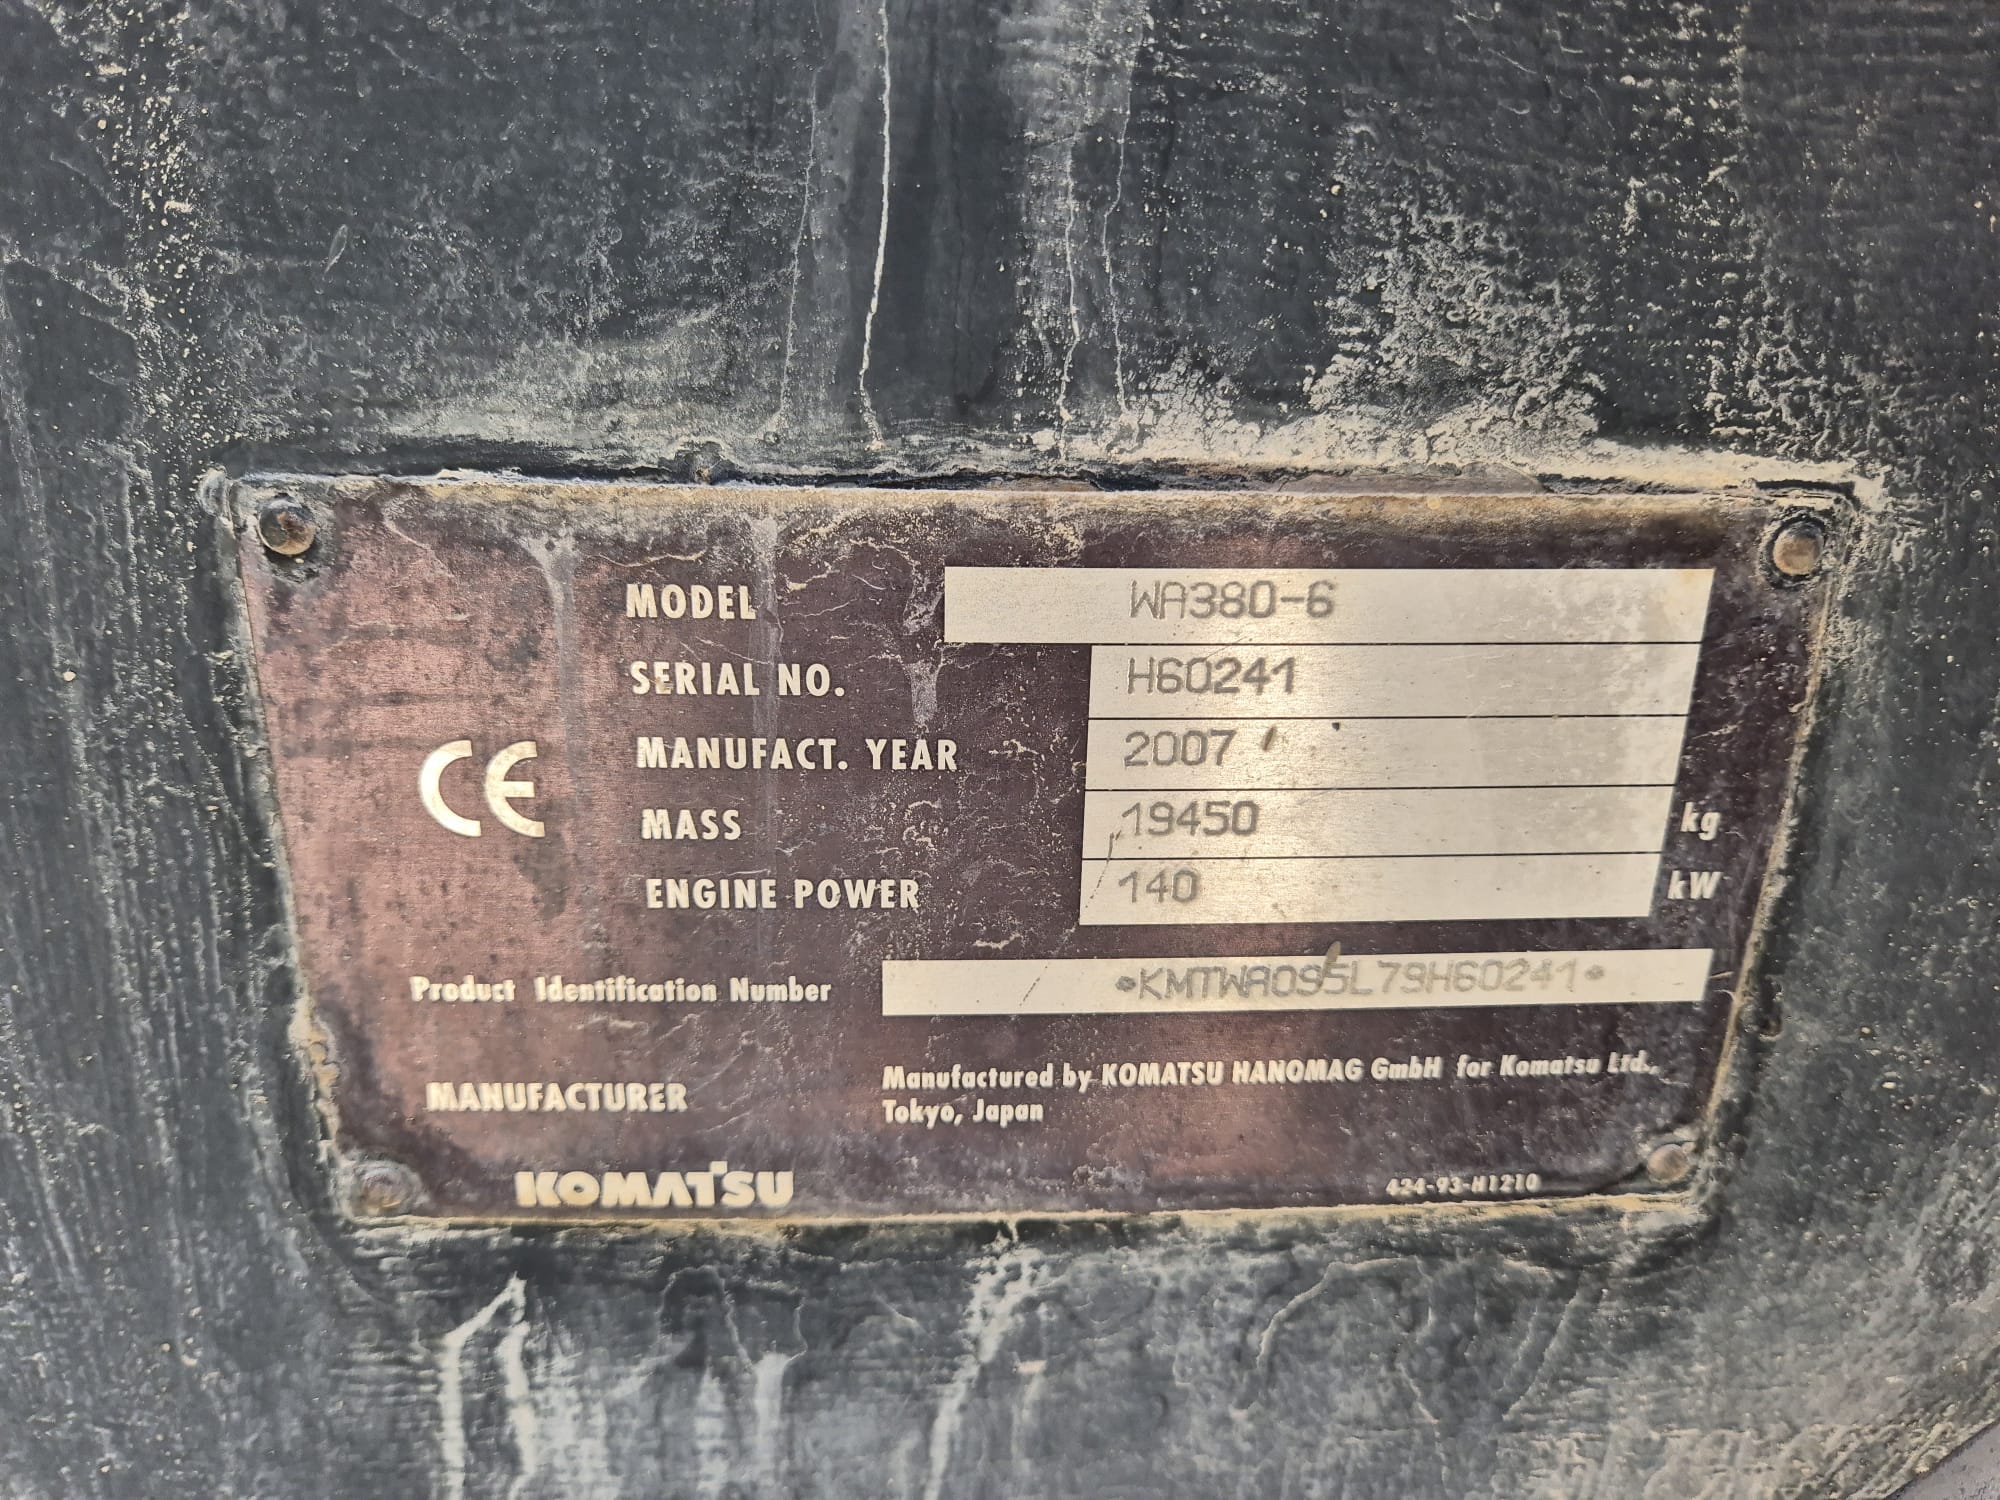 MODEL WA380-6
SERIAL NO. H60241
MANUFACT. YEAR 2007
CE
MASS 19450 kg
ENGINE POWER 140 kW
Product Identification Number *KMTWA095L79H60241*
MANUFACTURER Manufactured by KOMATSU HANOMAG GmbH for Komatsu Ltd.,
Tokyo, Japan
KOMATSU
424-93-H1210